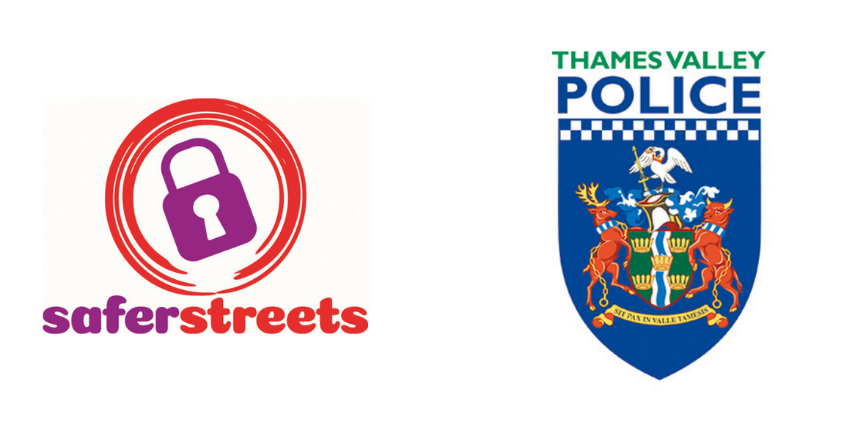 saferstreets
THAMES VALLEY
POLICE
SIT PAX IN VALLE TAMESIS